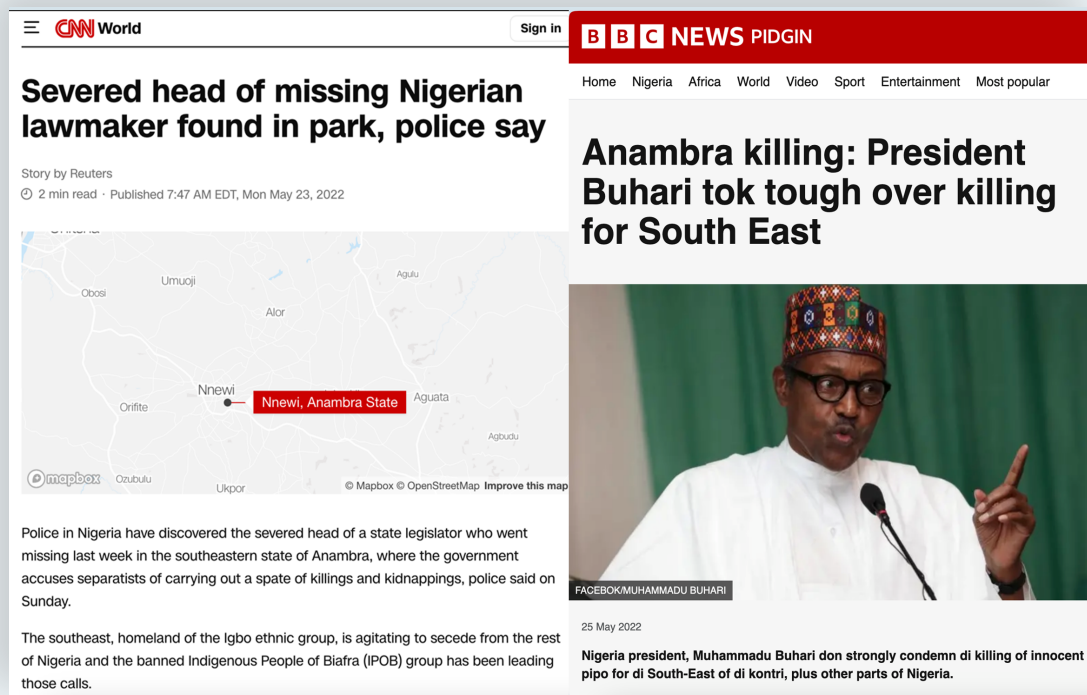 CNN World
Sign in
Severed head of missing Nigerian
lawmaker found in park, police say
Story by Reuters
2 min read · Published 7:47 AM EDT, Mon May 23, 2022
Umuoji
Agulu
Obosi
Alor
Nnewi
Nnewi, Anambra State
Aguata
Orifite
Agbudu
mapbox
Ozubulu
Ukpor
© Mapbox © OpenStreetMap Improve this map
Police in Nigeria have discovered the severed head of a state legislator who went
missing last week in the southeastern state of Anambra, where the government
accuses separatists of carrying out a spate of killings and kidnappings, police said on
Sunday.
The southeast, homeland of the Igbo ethnic group, is agitating to secede from the rest
of Nigeria and the banned Indigenous People of Biafra (IPOB) group has been leading
those calls.
BBC NEWS PIDGIN
Home Nigeria Africa World Video Sport Entertainment Most popular
Anambra killing: President
Buhari tok tough over killing
for South East
FACEBOK/MUHAMMADU BUHARI
25 May 2022
Nigeria president, Muhammadu Buhari don strongly condemn di killing of innocent
pipo for di South-East of di kontri, plus other parts of Nigeria.